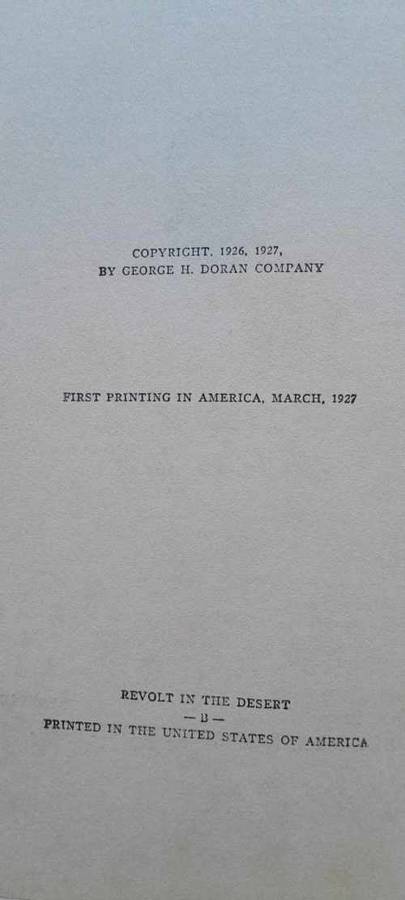 COPYRIGHT, 1926, 1927,
BY GEORGE H. DORAN COMPANY
FIRST PRINTING IN AMERICA, MARCH, 1927
REVOLT IN THE DESERT
— B —
PRINTED IN THE UNITED STATES OF AMERICA